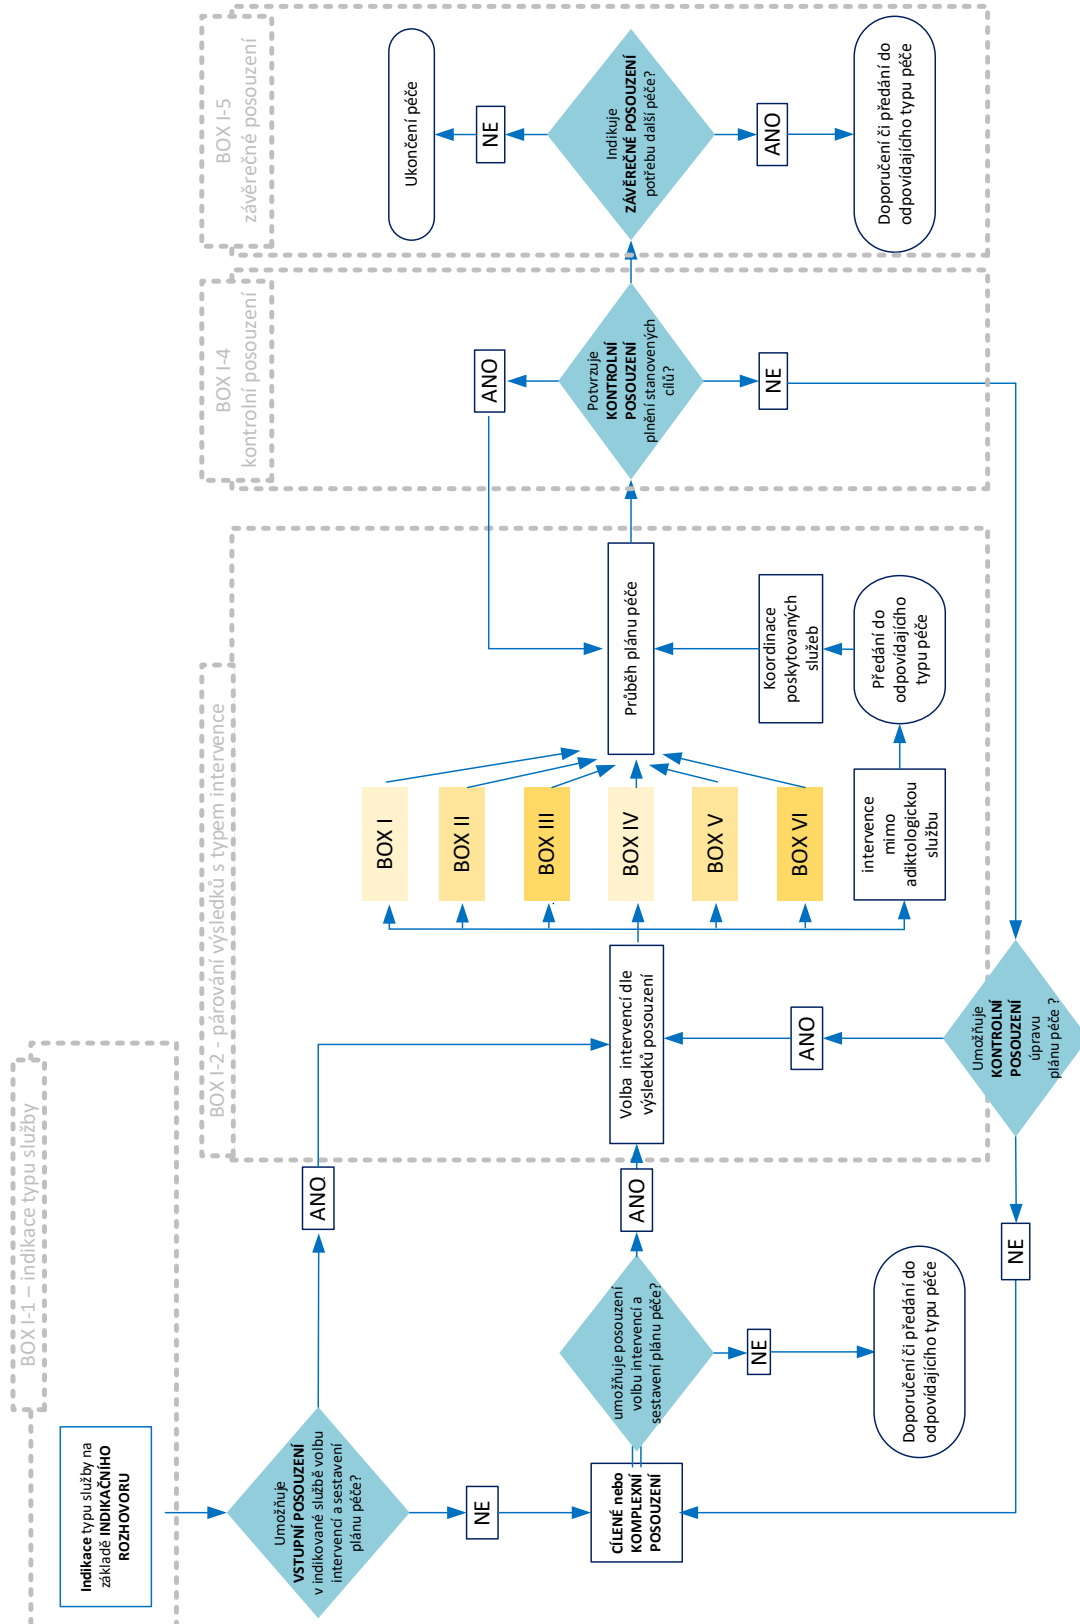 BOX I-1 – indikace typu služby
Indikace typu služby na
základě INDIKAČNÍHO
ROZHOVORU
Umožňuje
VSTUPNÍ POSOUZENÍ
v indikované službě volbu
intervencí a sestavení
plánu péče?
ANO
NE
CÍLENÉ nebo
KOMPLEXNÍ
POSOUZENÍ
umožňuje posouzení
volbu intervencí a
sestavení plánu péče?
ANO
NE
Doporučení či předání do
odpovídajícího typu péče
BOX I-2 - párování výsledků s typem intervence
Volba intervencí dle
výsledků posouzení
BOX I
BOX II
BOX III
BOX IV
BOX V
BOX VI
intervence
mimo
adiktologickou
službu
Předání do
odpovídajícího
typu péče
Koordinace
poskytovaných
služeb
Průběh plánu péče
Umožňuje
KONTROLNÍ
POSOUZENÍ
úpravu
plánu péče ?
ANO
NE
BOX I-4
kontrolní posouzení
Potvrzuje
KONTROLNÍ
POSOUZENÍ
plnění stanovených
cílů?
ANO
NE
BOX I-5
závěrečné posouzení
Indikuje
ZÁVĚREČNÉ POSOUZENÍ
potřebu další péče?
NE
Ukončení péče
ANO
Doporučení či předání do
odpovídajícího typu péče